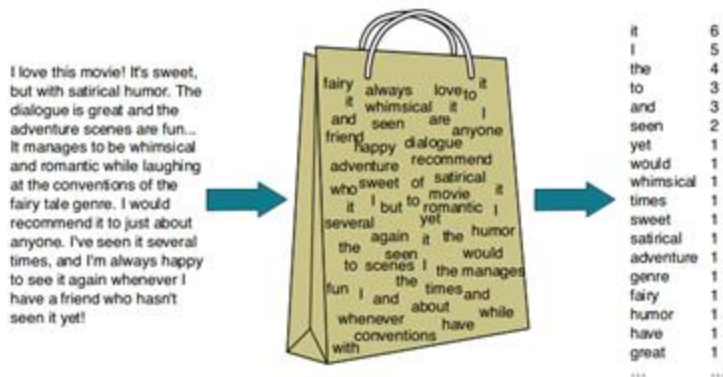 I love this movie! It's sweet,
but with satirical humor. The
dialogue is great and the
adventure scenes are fun...
It manages to be whimsical
and romantic while laughing
at the conventions of the
fairy tale genre. I would
recommend it to just about
anyone. I've seen it several
times, and I'm always happy
to see it again whenever I
have a friend who hasn't
seen it yet!
fairy always love to it
it whimsical it I
and seen are anyone
friend happy dialogue
adventure recommend
who sweet of satirical
it I but to romantic movie it I
several yet
again it the humor
the seen would
to scenes I the manages
fun I and the times and
whenever about while
conventions have
with
it 6
I 5
the 4
to 3
and 3
seen 2
yet 1
would 1
whimsical 1
times 1
sweet 1
satirical 1
adventure 1
genre 1
fairy 1
humor 1
have 1
great 1
... ...